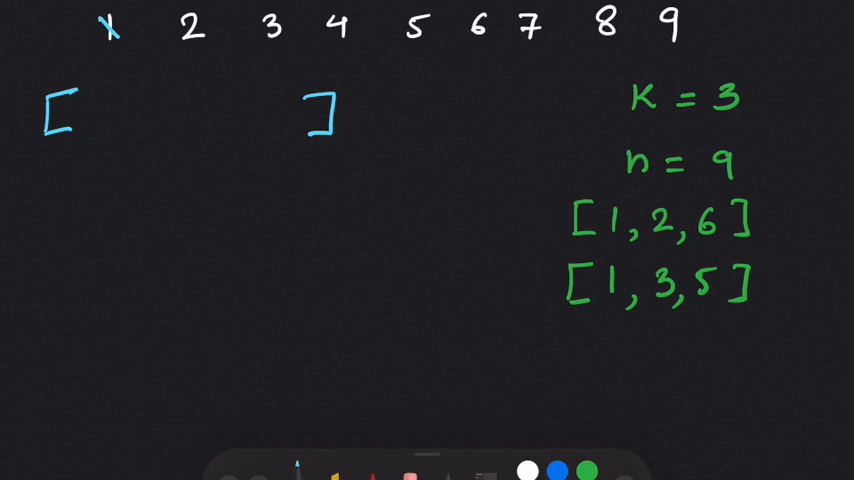 1 2 3 4 5 6 7 8 9
[ ]
K = 3
n = 9
[1,2,6]
[1,3,5]